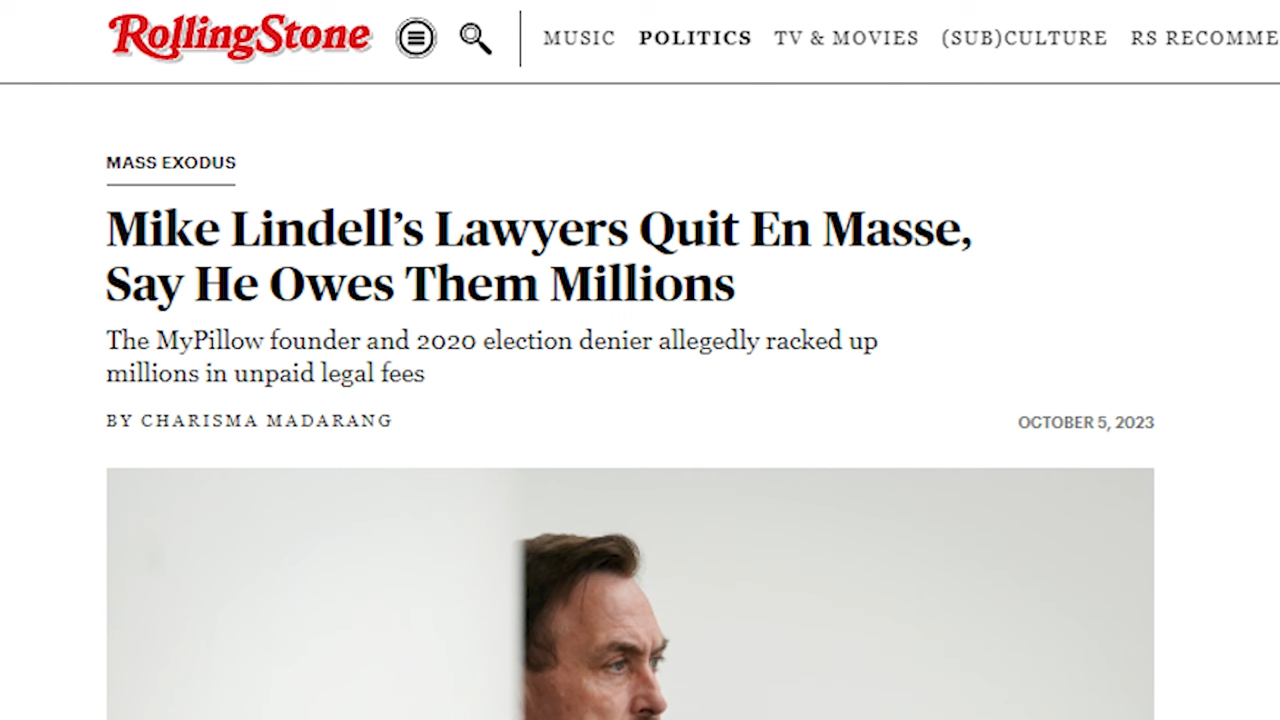 RollingStone
MUSIC POLITICS TV & MOVIES (SUB)CULTURE RS RECOMME
MASS EXODUS
Mike Lindell's Lawyers Quit En Masse,
Say He Owes Them Millions
The MyPillow founder and 2020 election denier allegedly racked up
millions in unpaid legal fees
BY CHARISMA MADARANG
OCTOBER 5, 2023